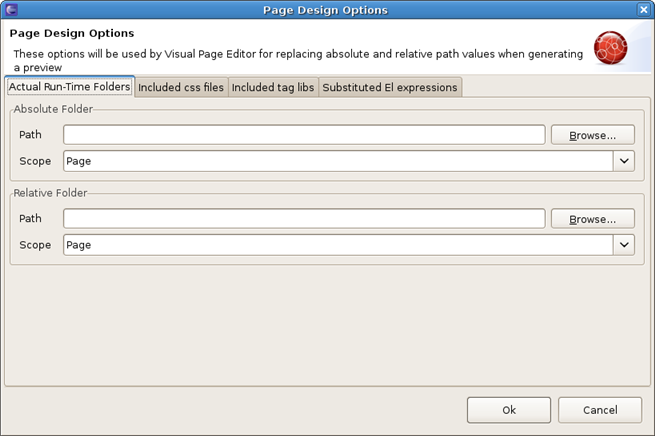 Page Design Options
Page Design Options
These options will be used by Visual Page Editor for replacing absolute and relative path values when generating
a preview
Actual Run-Time Folders Included css files Included tag libs Substituted El expressions
Absolute Folder
Path Browse...
Scope Page
Relative Folder
Path Browse...
Scope Page
Ok Cancel